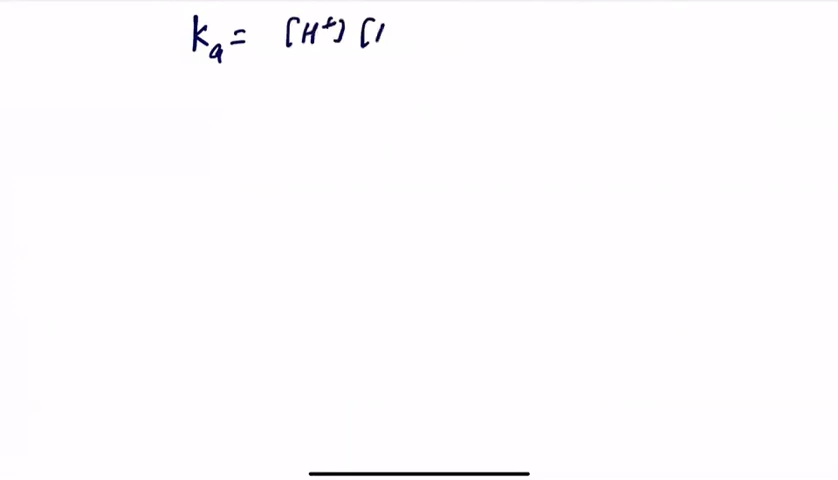 Ka = [H+] [